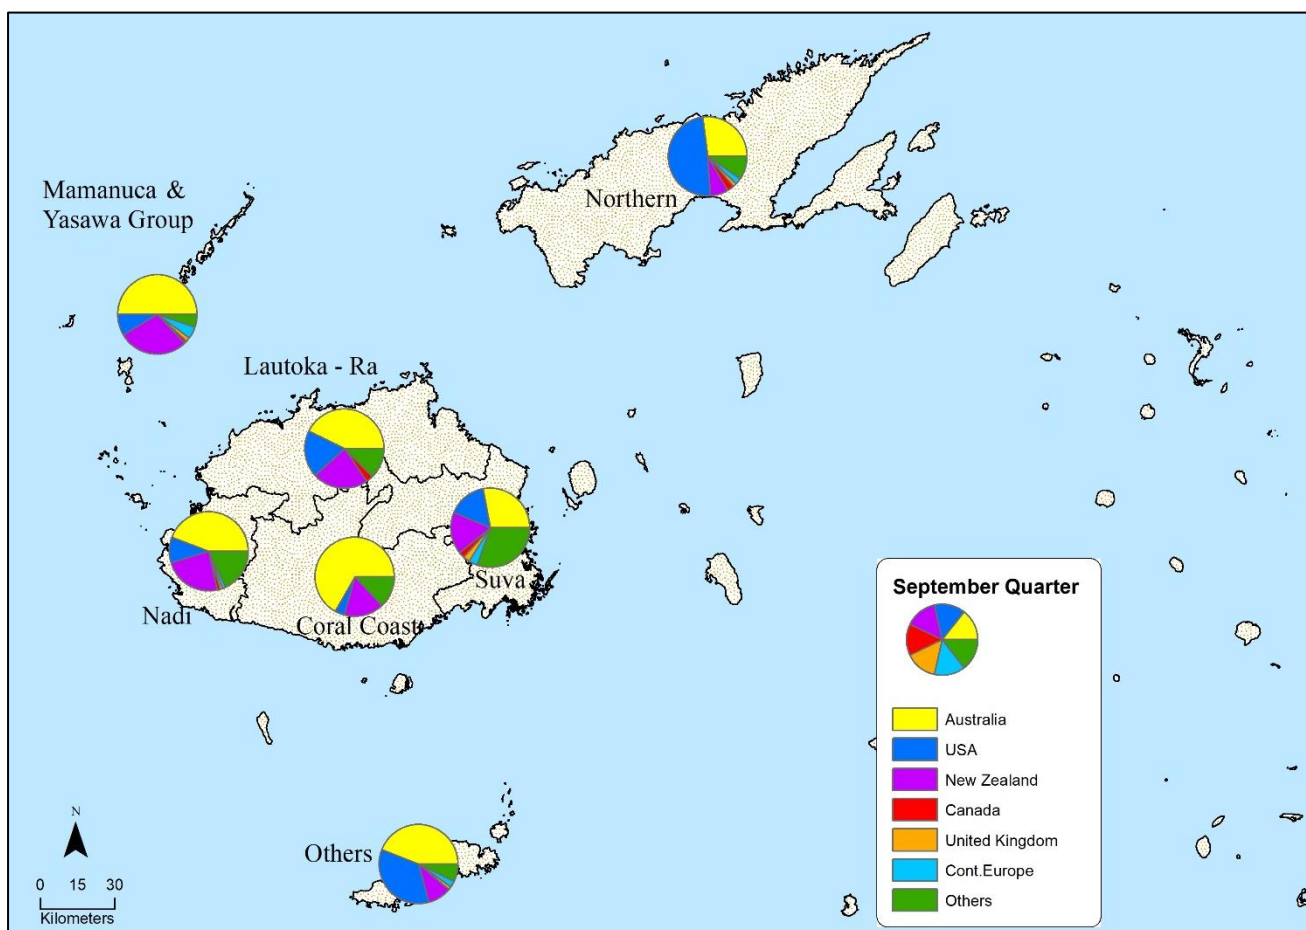 Mamanuca &
Yasawa Group
Northern
Lautoka - Ra
Nadi
Coral Coast
Suva
Others
N
0 15 30
Kilometers
September Quarter
Australia
USA
New Zealand
Canada
United Kingdom
Cont.Europe
Others